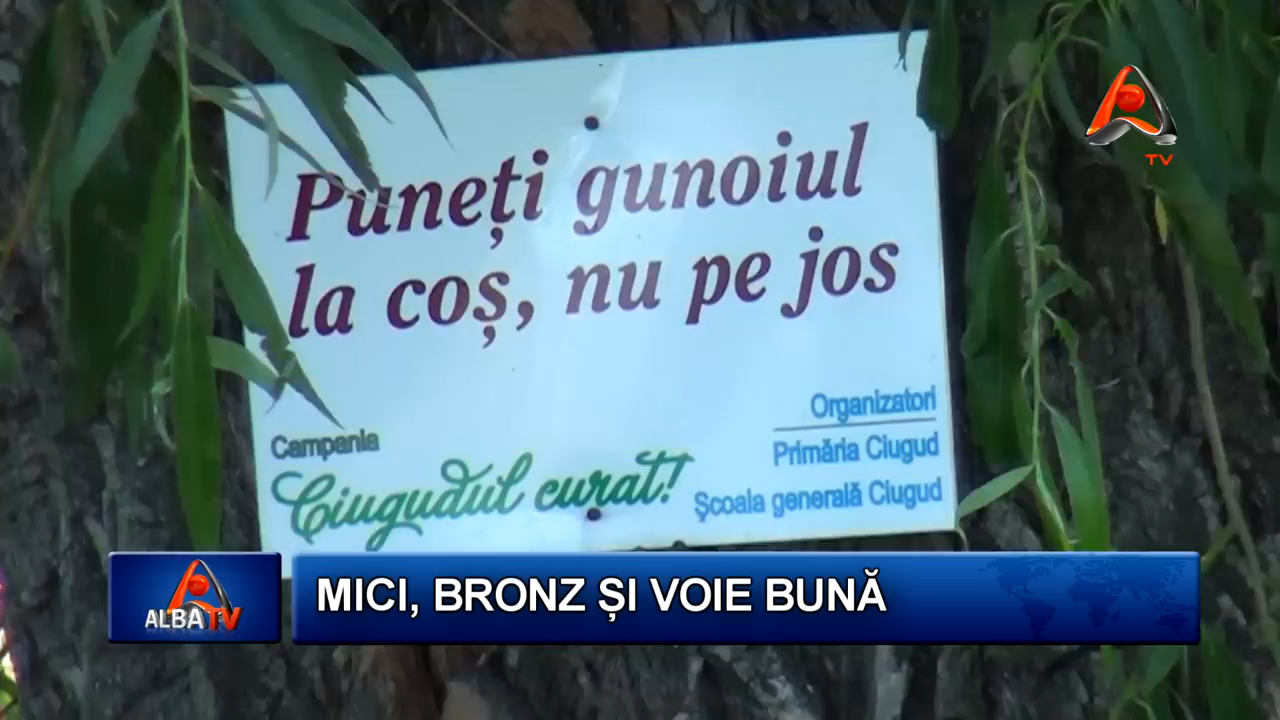 TV
Puneți gunoiul
la coș, nu pe jos
Campania
Ciugudul curat!
Organizatori
Primăria Ciugud
Școala generală Ciugud
ALBA TV
MICI, BRONZ ȘI VOIE BUNĂ